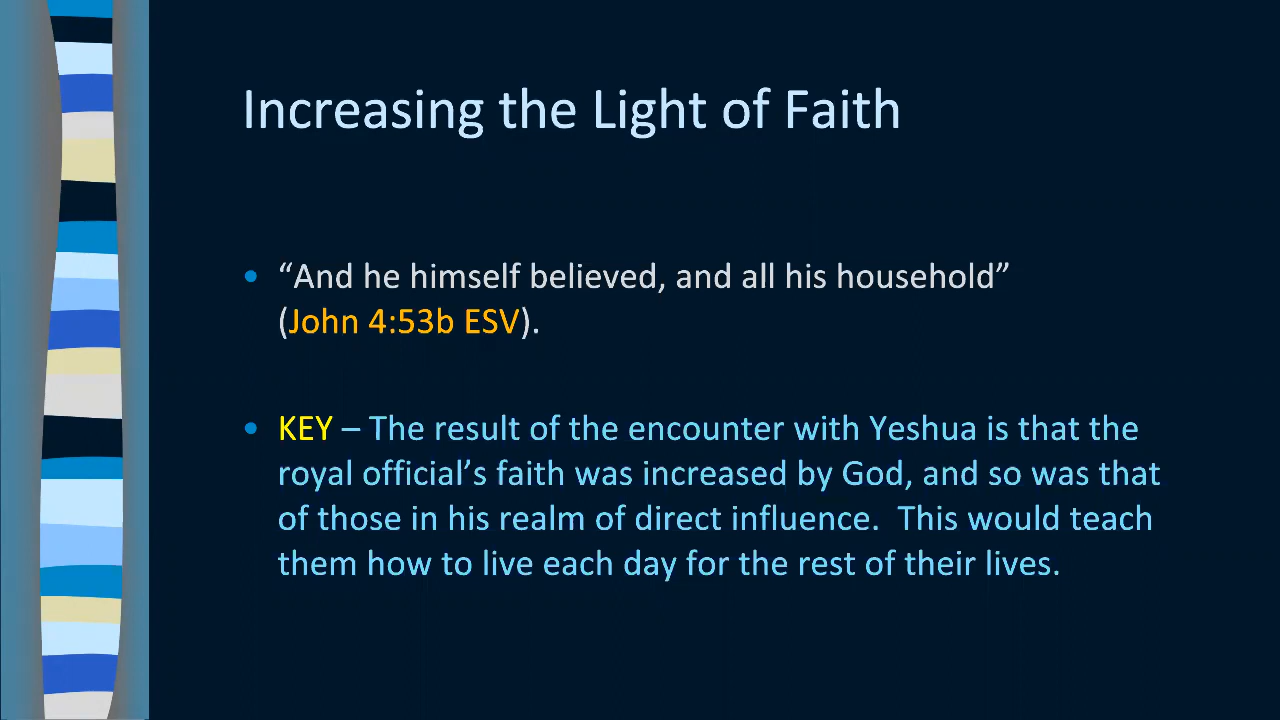 Increasing the Light of Faith
• “And he himself believed, and all his household”
(John 4:53b ESV).
• KEY – The result of the encounter with Yeshua is that the
royal official’s faith was increased by God, and so was that
of those in his realm of direct influence.  This would teach
them how to live each day for the rest of their lives.